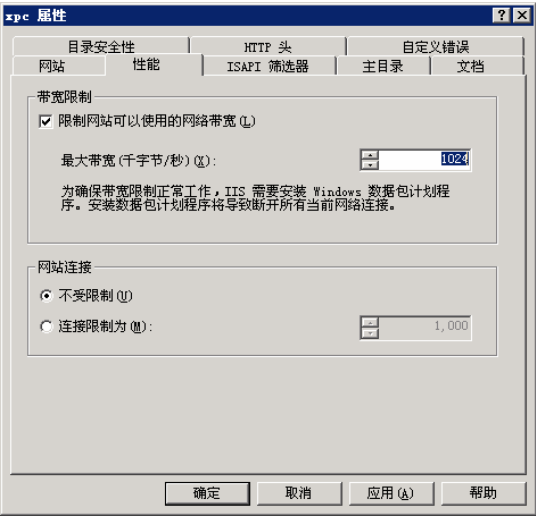 xpc 属性
目录安全性 HTTP 头 自定义错误
网站 性能 ISAPI 筛选器 主目录 文档
带宽限制
限制网站可以使用的网络带宽(L)
最大带宽(千字节/秒)(X): 1024
为确保带宽限制正常工作，IIS 需要安装 Windows 数据包计划程
序。安装数据包计划程序将导致断开所有当前网络连接。
网站连接
不受限制(U)
连接限制为(M): 1,000
确定 取消 应用(A) 帮助